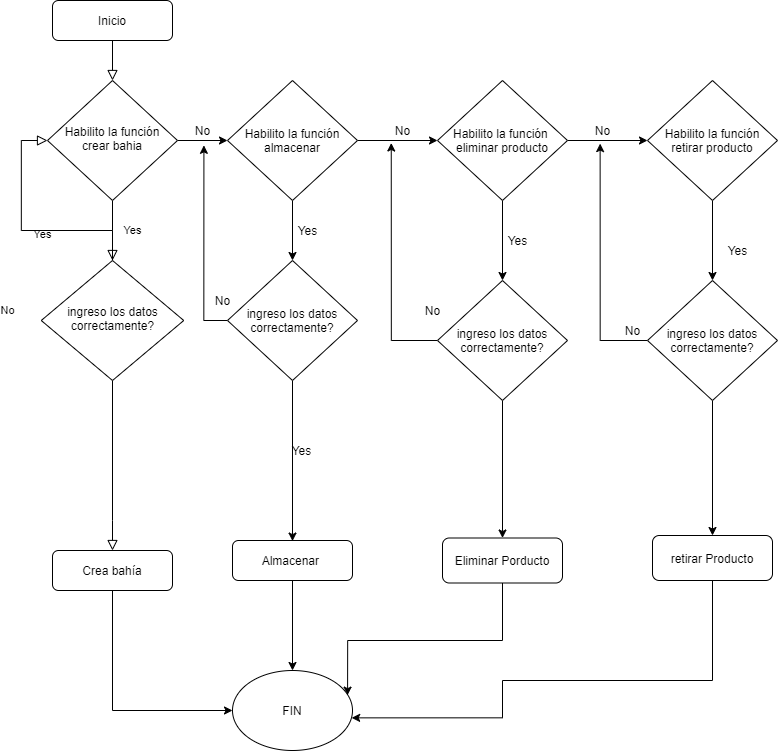 Inicio
Habilito la función
crear bahia
No
Habilito la función
almacenar
No
Habilito la función
eliminar producto
No
Habilito la función
retirar producto
Yes
Yes
Yes
Yes
Yes
No
ingreso los datos
correctamente?
No
ingreso los datos
correctamente?
No
ingreso los datos
correctamente?
No
ingreso los datos
correctamente?
Yes
Crea bahía
Almacenar
Eliminar Porducto
retirar Producto
FIN